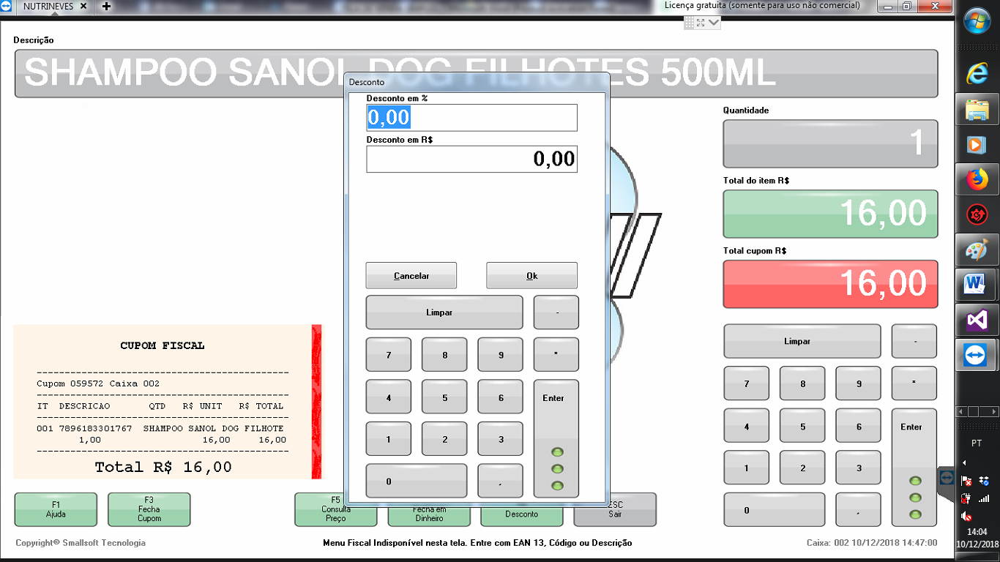 NUTRINEVES
Licença gratuita (somente para uso não comercial)
Descrição
SHAMPOO SANOL DOG FILHOTES 500ML
Desconto
Desconto em %
0,00
Desconto em R$
0,00
Cancelar
Ok
Limpar
-
7
8
9
*
4
5
6
Enter
1
2
3
0
,
Quantidade
1
Total do item R$
16,00
Total cupom R$
16,00
Limpar
-
7
8
9
*
4
5
6
Enter
1
2
3
0
,
CUPOM FISCAL
Cupom 059572 Caixa 002
IT DESCRICAO QTD R$ UNIT R$ TOTAL
001 7896183301767 SHAMPOO SANOL DOG FILHOTE
1,00 16,00 16,00
Total R$ 16,00
F1
Ajuda
F3
Fecha
Cupom
F5
Consulta
Preço
Fecha em
Dinheiro
Desconto
ESC
Sair
Copyright© Smallsoft Tecnologia
Menu Fiscal Indisponível nesta tela. Entre com EAN 13, Código ou Descrição
Caixa: 002 10/12/2018 14:47:00
PT
14:04
10/12/2018